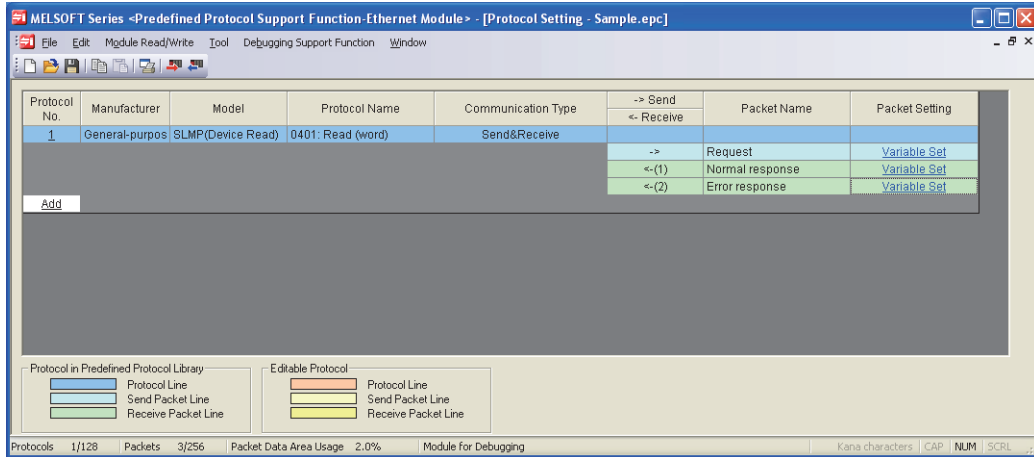 MELSOFT Series <Predefined Protocol Support Function-Ethernet Module> - [Protocol Setting - Sample.epc]
File Edit Module Read/Write Tool Debugging Support Function Window
Protocol No. Manufacturer Model Protocol Name Communication Type -> Send <- Receive Packet Name Packet Setting
1 General-purpos SLMP(Device Read) 0401: Read (word) Send&Receive
-> Request Variable Set
<-(1) Normal response Variable Set
<-(2) Error response Variable Set
Add
Protocol in Predefined Protocol Library
Protocol Line
Send Packet Line
Receive Packet Line
Editable Protocol
Protocol Line
Send Packet Line
Receive Packet Line
Protocols 1/128 Packets 3/256 Packet Data Area Usage 2.0% Module for Debugging Kana characters CAP NUM SCRL